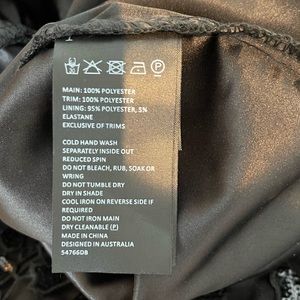 MAIN: 100% POLYESTER
TRIM: 100% POLYESTER
LINING: 95% POLYESTER, 5%
ELASTANE
EXCLUSIVE OF TRIMS
COLD HAND WASH
SEPARATELY INSIDE OUT
REDUCED SPIN
DO NOT BLEACH, RUB, SOAK OR
WRING
DO NOT TUMBLE DRY
DRY IN SHADE
COOL IRON ON REVERSE SIDE IF
REQUIRED
DO NOT IRON MAIN
DRY CLEANABLE (P)
MADE IN CHINA
DESIGNED IN AUSTRALIA
54766DB